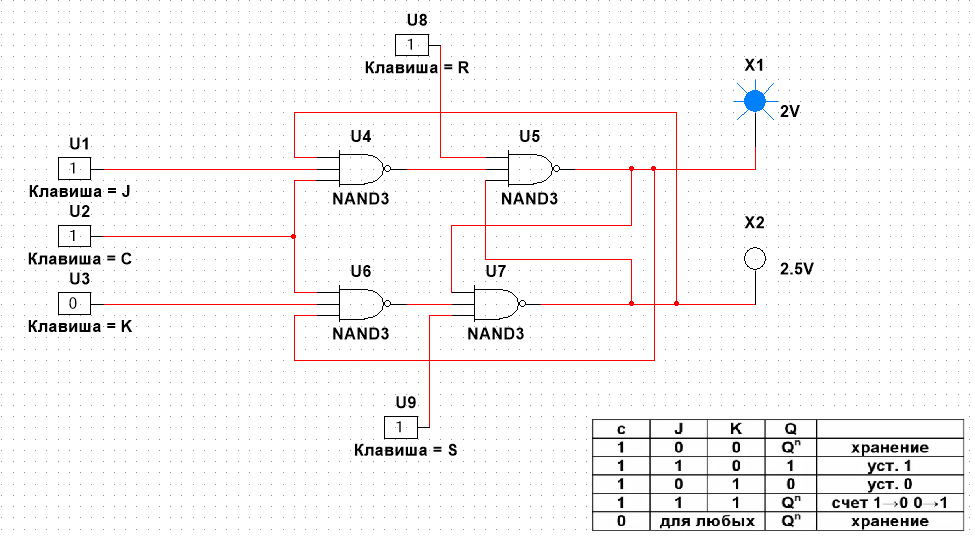 U8
1
Клавиша = R
X1
2V
U4
U5
U1
1
NAND3
NAND3
Клавиша = J
U2
1
X2
Клавиша = C
2.5V
U3
U6
U7
0
Клавиша = K
NAND3
NAND3
U9
1
Клавиша = S
c J K Q
1 0 0 Qⁿ хранение
1 1 0 1 уст. 1
1 0 1 0 уст. 0
1 1 1 Qⁿ счет 1→0 0→1
0 для любых Qⁿ хранение